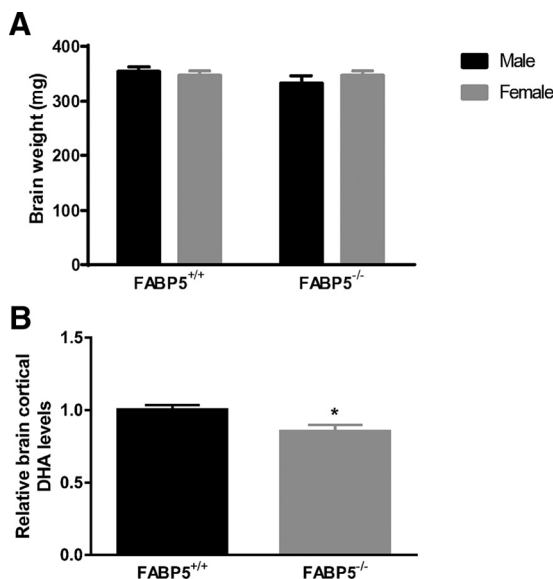 A
Brain weight (mg)
400
300
200
100
0
FABP5+/+
FABP5-/-
Male
Female
B
Relative brain cortical
DHA levels
1.5
1.0
0.5
0.0
*
FABP5+/+
FABP5-/-